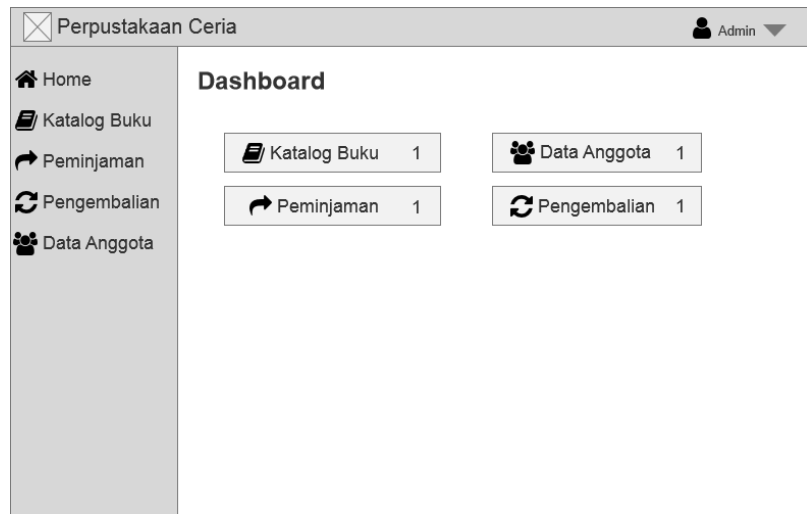 Perpustakaan Ceria
Admin
Home
Katalog Buku
Peminjaman
Pengembalian
Data Anggota
Dashboard
Katalog Buku 1
Data Anggota 1
Peminjaman 1
Pengembalian 1